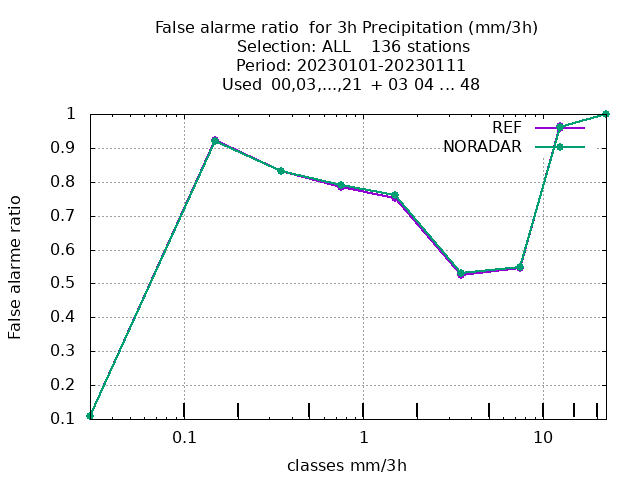 False alarme ratio  for 3h Precipitation (mm/3h)
Selection: ALL    136 stations
Period: 20230101-20230111
Used  00,03,...,21  + 03 04 ... 48
REF
NORADAR
1
0.9
0.8
0.7
0.6
0.5
0.4
0.3
0.2
0.1
False alarme ratio
0.1
1
10
classes mm/3h